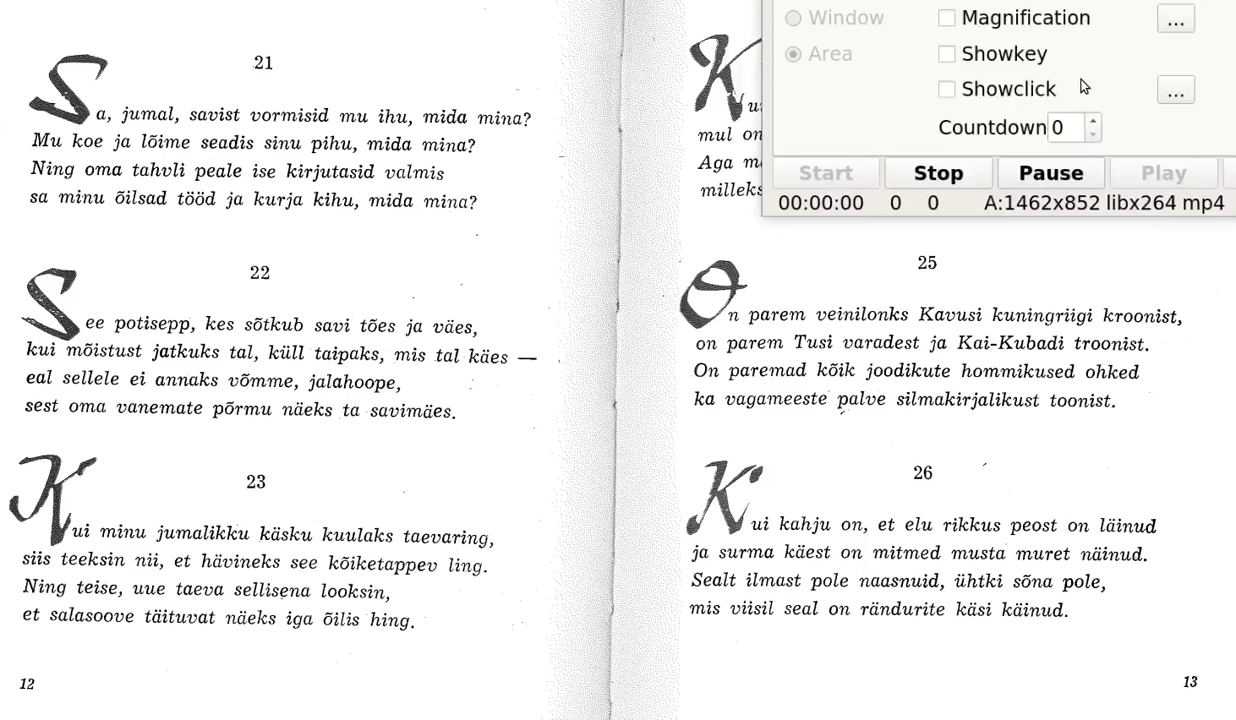 21
Sa, jumal, savist vormisid mu ihu, mida mina?
Mu koe ja lõime seadis sinu pihu, mida mina?
Ning oma tahvli peale ise kirjutasid valmis
sa minu õilsad tööd ja kurja kihu, mida mina?
22
See potisepp, kes sõtkub savi tões ja väes,
kui mõistust jatkuks tal, küll taipaks, mis tal käes —
eal sellele ei annaks võmme, jalahoope,
sest oma vanemate põrmu näeks ta savimäes.
23
Kui minu jumalikku käsku kuulaks taevaring,
siis teeksin nii, et hävineks see kõiketappev ling.
Ning teise, uue taeva sellisena looksin,
et salasoove täituvat näeks iga õilis hing.
12
mul
Aga
milleks
25
On parem veinilonks Kavusi kuningriigi kroonist,
on parem Tusi varadest ja Kai-Kubadi troonist.
On paremad kõik joodikute hommikused ohked
ka vagameeste palve silmakirjalikust toonist.
26
Kui kahju on, et elu rikkus peost on läinud
ja surma käest on mitmed musta muret näinud.
Sealt ilmast pole naasnuid, ühtki sõna pole,
mis viisil seal on rändurite käsi käinud.
13
Window Magnification ...
Area Showkey
Showclick ...
Countdown 0
Start Stop Pause Play
00:00:00 0 0 A:1462x852 libx264 mp4